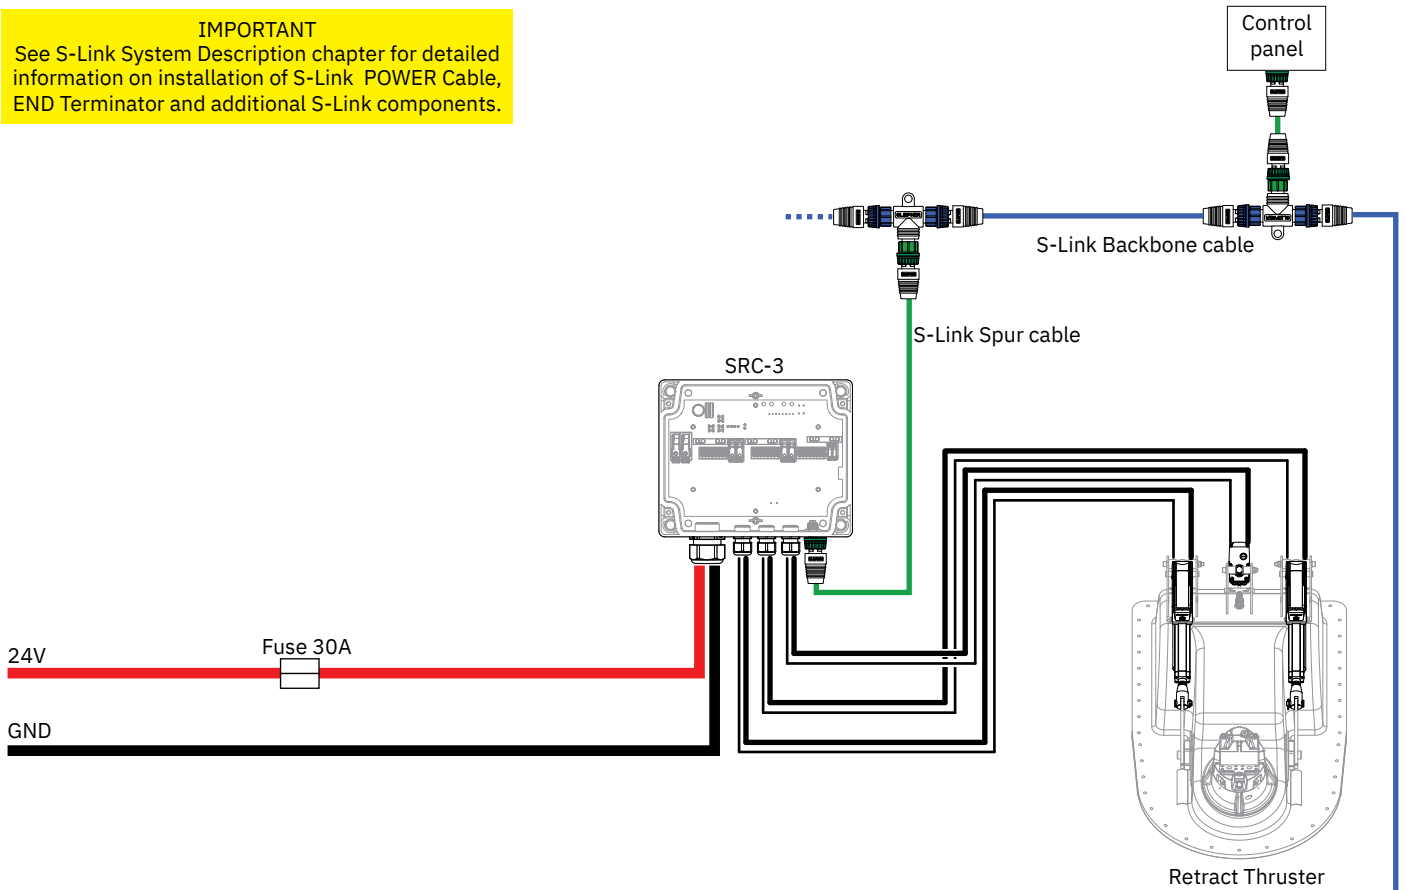 IMPORTANT
See S-Link System Description chapter for detailed
information on installation of S-Link POWER Cable,
END Terminator and additional S-Link components.
Control
panel
S-Link Backbone cable
S-Link Spur cable
SRC-3
Fuse 30A
24V
GND
Retract Thruster